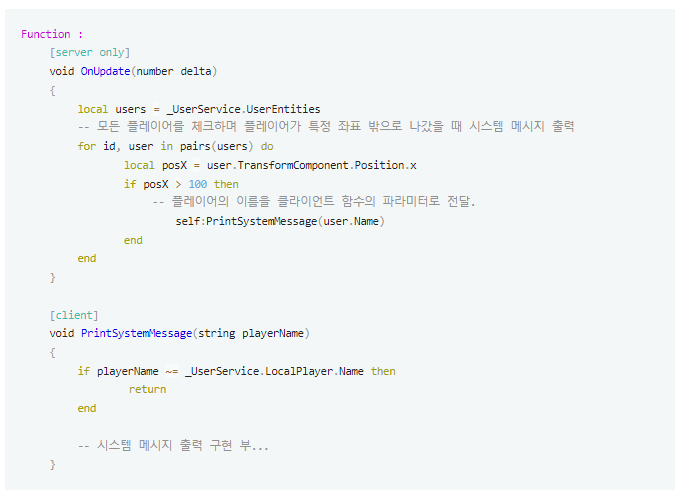 Function :
[server only]
void OnUpdate(number delta)
{
local users = _UserService.UserEntities
-- 모든 플레이어를 체크하며 플레이어가 특정 좌표 밖으로 나갔을 때 시스템 메시지 출력
for id, user in pairs(users) do
local posX = user.TransformComponent.Position.x
if posX > 100 then
-- 플레이어의 이름을 클라이언트 함수의 파라미터로 전달.
self:PrintSystemMessage(user.Name)
end
end
}
[client]
void PrintSystemMessage(string playerName)
{
if playerName ~= _UserService.LocalPlayer.Name then
return
end
-- 시스템 메시지 출력 구현 부...
}